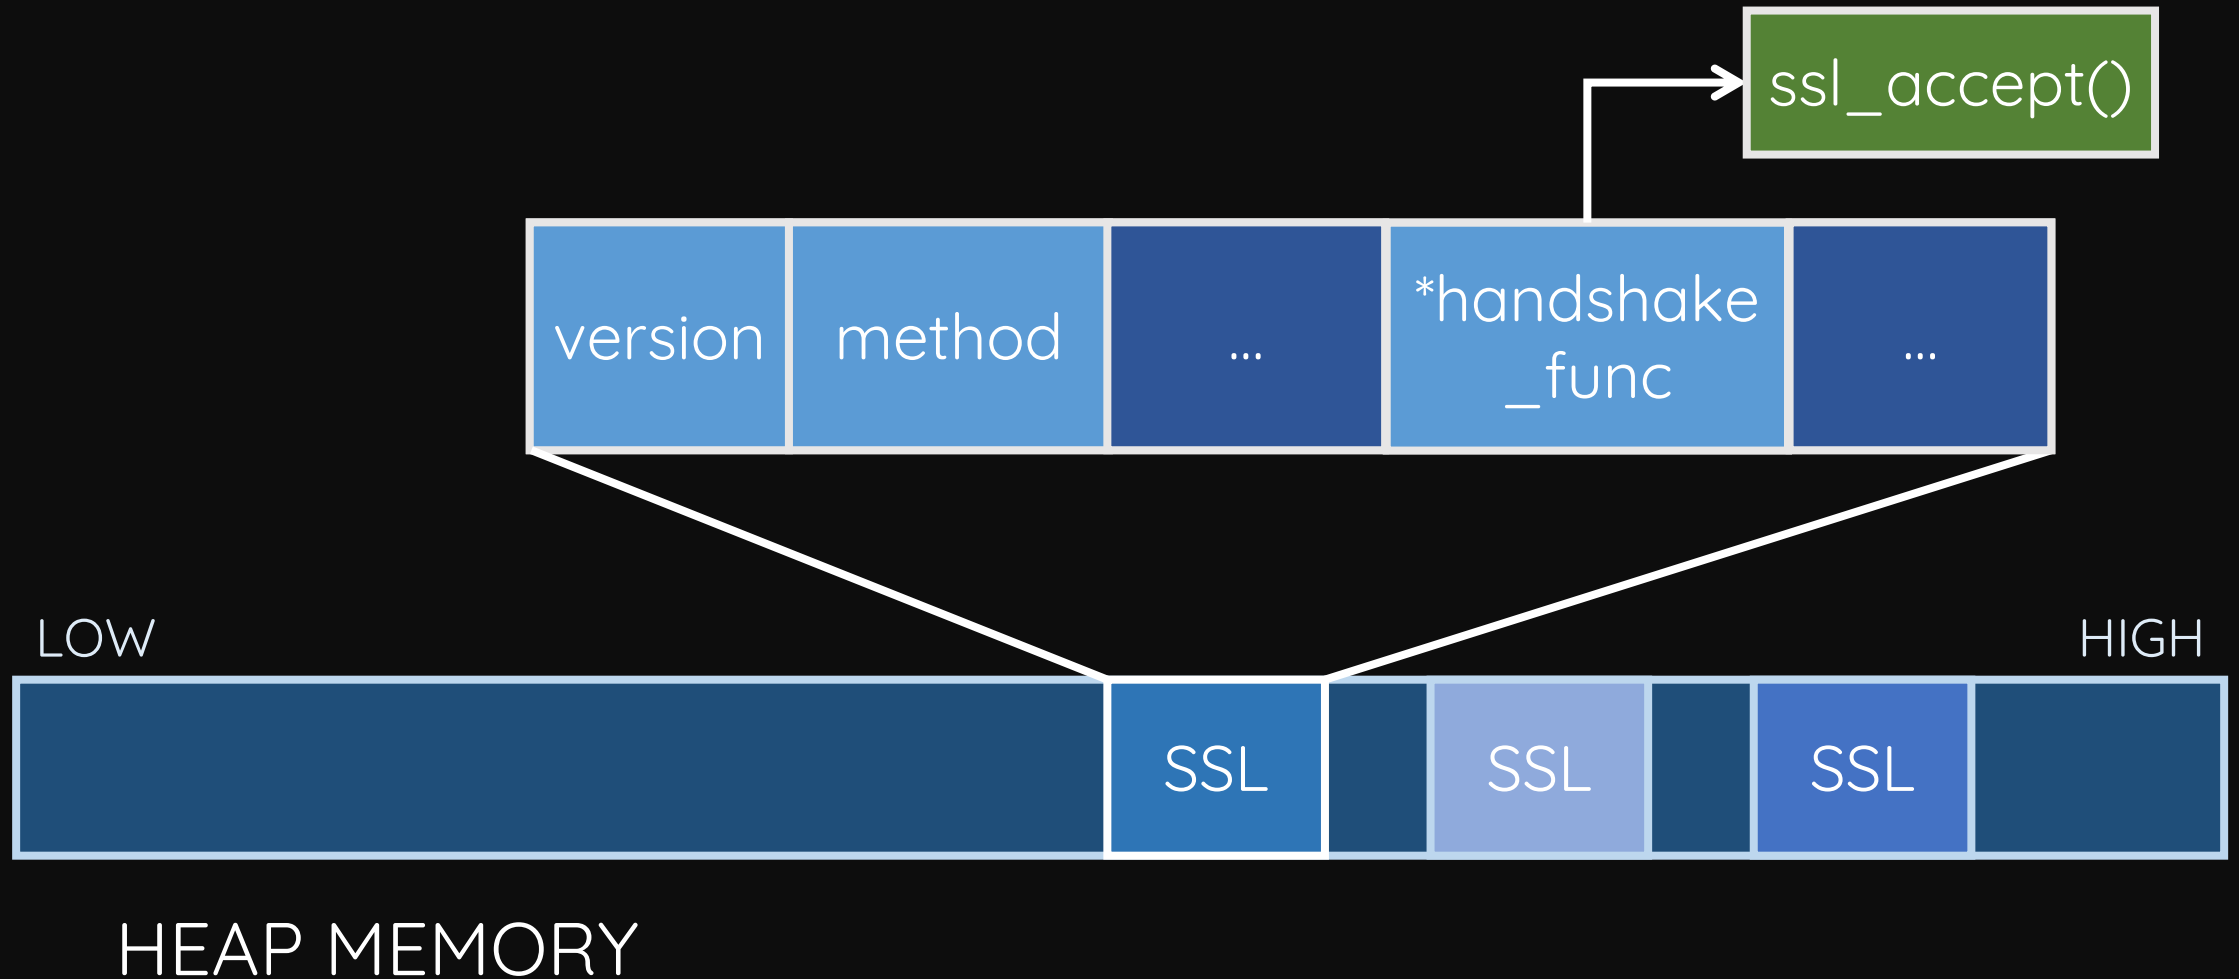 ssl_accept()
version
method
...
*handshake
_func
...
LOW
HIGH
SSL
SSL
SSL
HEAP MEMORY